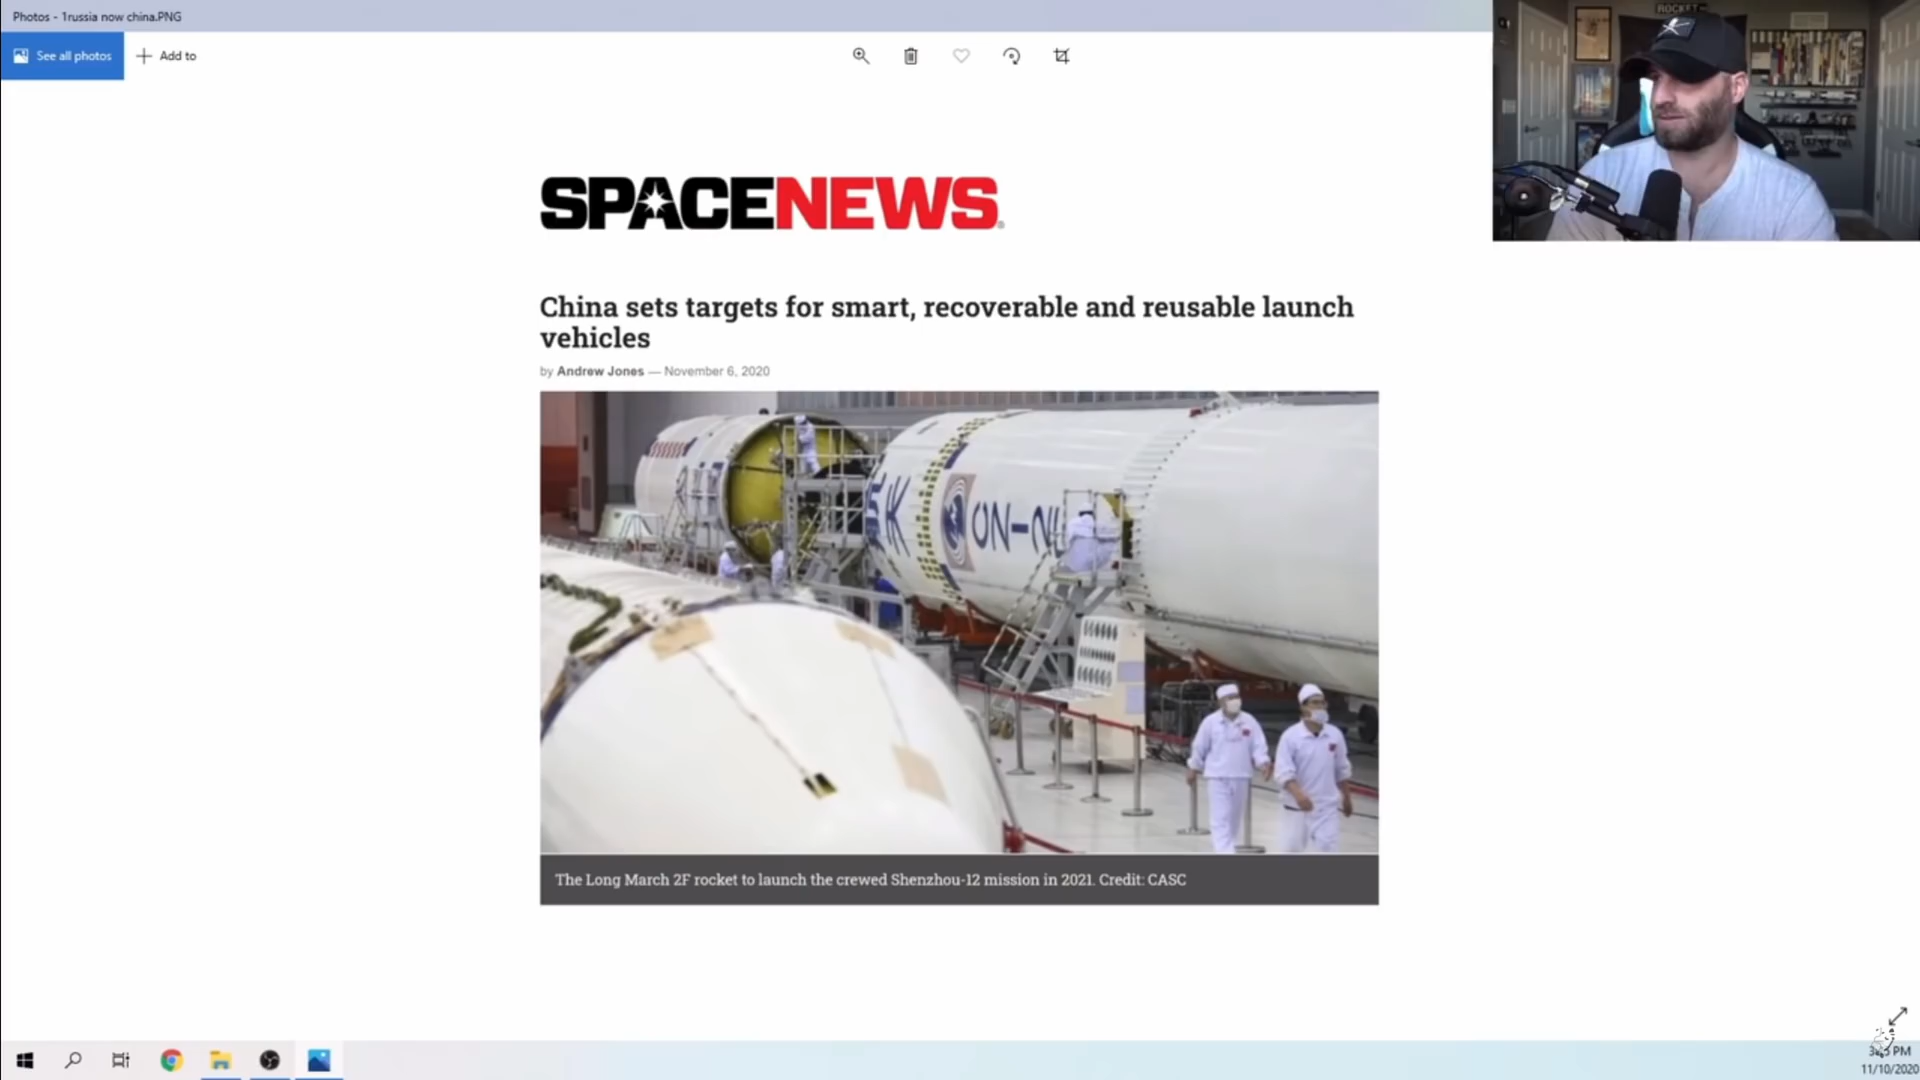 Photos - 1russia now china.PNG
See all photos
Add to
ROCKET
SPACENEWS
China sets targets for smart, recoverable and reusable launch
vehicles
by Andrew Jones — November 6, 2020
The Long March 2F rocket to launch the crewed Shenzhou-12 mission in 2021. Credit: CASC
PM
11/10/2020